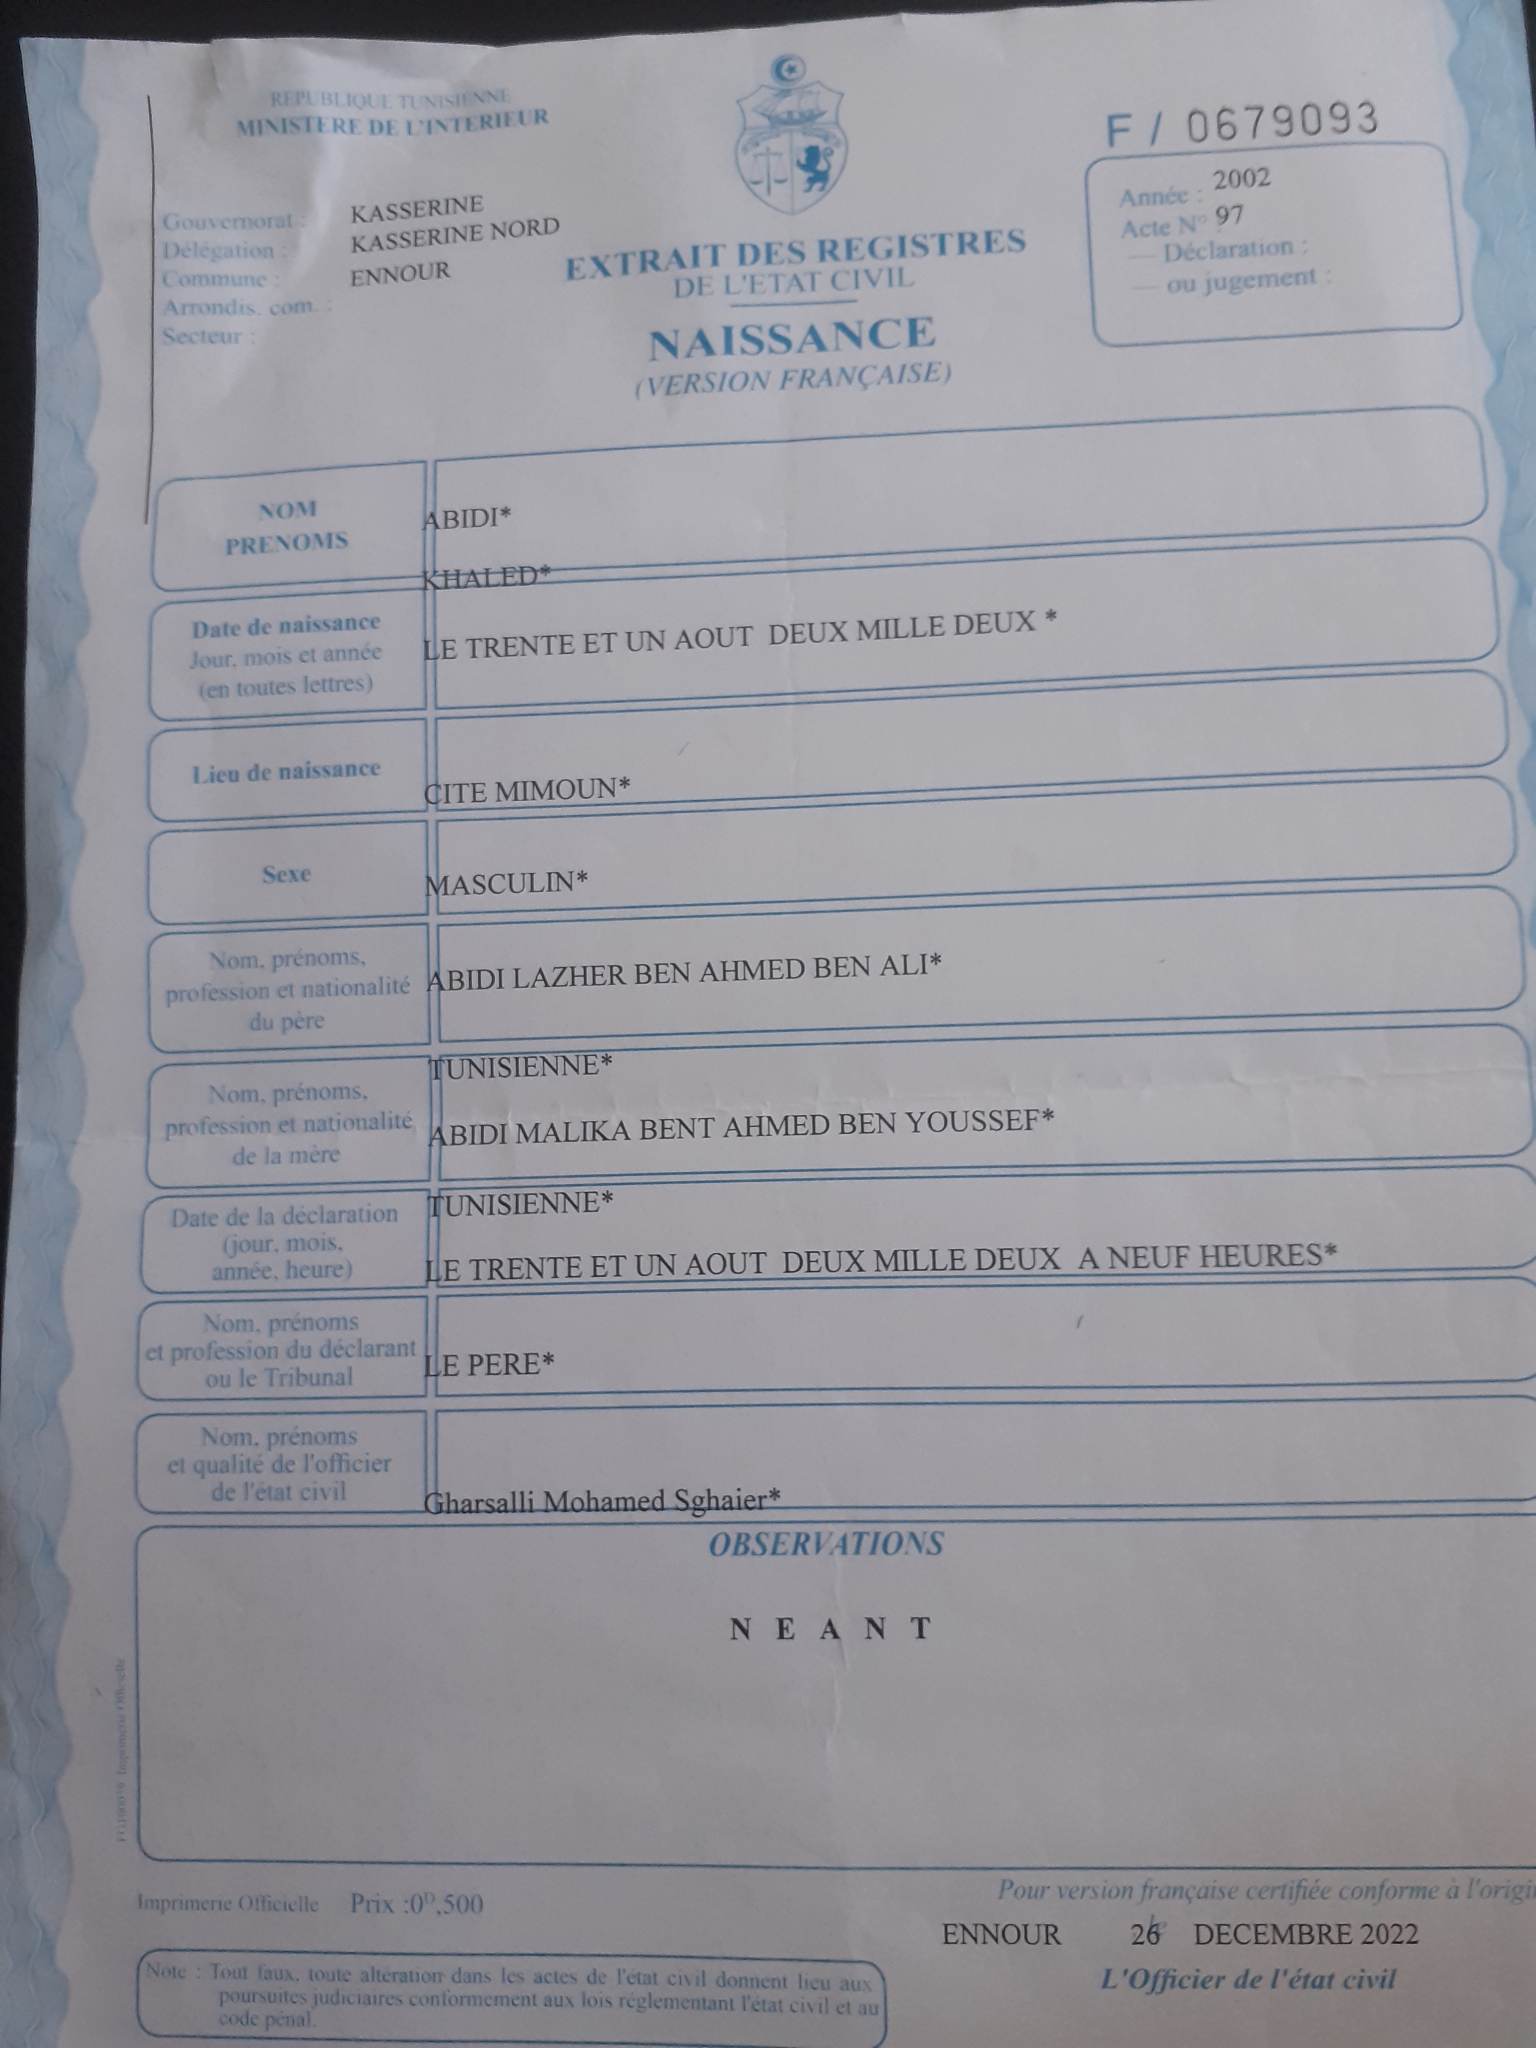 REPUBLIQUE TUNISIENNE
MINISTERE DE L'INTERIEUR
F / 0679093
Gouvernorat : KASSERINE
Délégation : KASSERINE NORD
Commune : ENNOUR
Arrondis. com. :
Secteur :
EXTRAIT DES REGISTRES
DE L'ETAT CIVIL
NAISSANCE
(VERSION FRANÇAISE)
Année : 2002
Acte N° 97
— Déclaration :
— ou jugement :
NOM
PRENOMS
ABIDI*
KHALED*
Date de naissance
Jour, mois et année
(en toutes lettres)
LE TRENTE ET UN AOUT DEUX MILLE DEUX *
Lieu de naissance
CITE MIMOUN*
Sexe
MASCULIN*
Nom, prénoms,
profession et nationalité
du père
ABIDI LAZHER BEN AHMED BEN ALI*
TUNISIENNE*
Nom, prénoms,
profession et nationalité
de la mère
ABIDI MALIKA BENT AHMED BEN YOUSSEF*
TUNISIENNE*
Date de la déclaration
(jour, mois,
année, heure)
LE TRENTE ET UN AOUT DEUX MILLE DEUX A NEUF HEURES*
Nom, prénoms
et profession du déclarant
ou le Tribunal
LE PERE*
Nom, prénoms
et qualité de l'officier
de l'état civil
Gharsalli Mohamed Sghaier*
OBSERVATIONS
N E A N T
Imprimerie Officielle
Imprimerie Officielle Prix :0ᴰ,500
Pour version française certifiée conforme à l'origi
ENNOUR 26 DECEMBRE 2022
L'Officier de l'état civil
Note : Tout faux, toute altération dans les actes de l'état civil donnent lieu aux
poursuites judiciaires conformement aux lois réglementant l'état civil et au
code pénal.